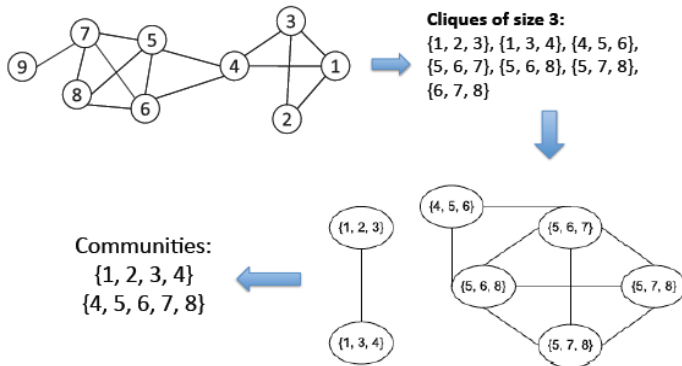 7
5
3
9
4
1
8
6
2
Cliques of size 3:
{1, 2, 3}, {1, 3, 4}, {4, 5, 6},
{5, 6, 7}, {5, 6, 8}, {5, 7, 8},
{6, 7, 8}
{4, 5, 6}
{1, 2, 3}
{5, 6, 7}
Communities:
{1, 2, 3, 4}
{4, 5, 6, 7, 8}
{5, 6, 8}
{5, 7, 8}
{1, 3, 4}
{5, 7, 8}